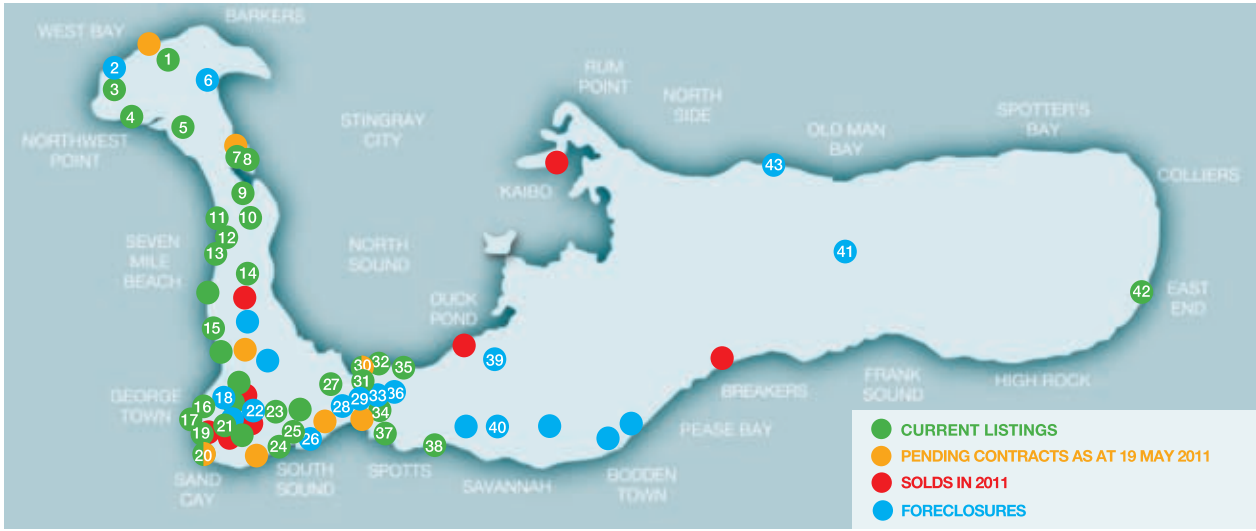 BARKERS
WEST BAY
1
2
6
3
4
5
NORTHWEST
POINT
7
8
9
11
10
12
13
SEVEN
MILE
BEACH
14
15
STINGRAY
CITY
NORTH
SOUND
RUM
POINT
NORTH
SIDE
KAIBO
OLD MAN
BAY
SPOTTER'S
BAY
43
COLLIERS
41
42
EAST
END
DUCK
POND
39
GEORGE
TOWN
16
17
18
19
20
21
22
23
24
25
26
27
28
29
30
31
32
33
34
35
36
37
38
40
SAND
CAY
SOUTH
SOUND
SPOTTS
SAVANNAH
BODDEN
TOWN
PEASE BAY
BREAKERS
FRANK
SOUND
HIGH ROCK
CURRENT LISTINGS
PENDING CONTRACTS AS AT 19 MAY 2011
SOLDS IN 2011
FORECLOSURES